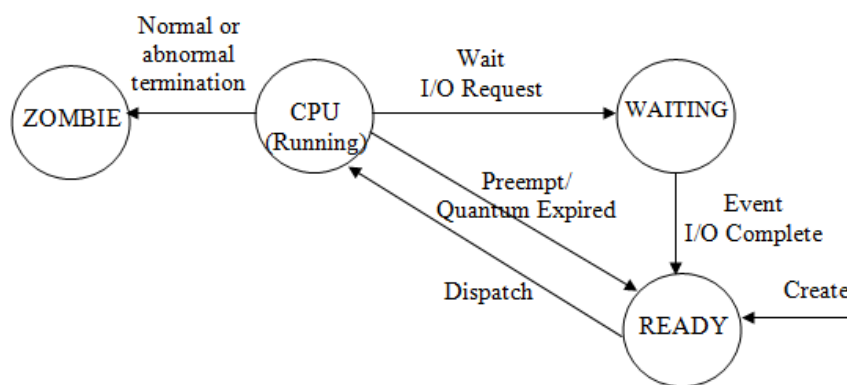 Normal or
abnormal
termination
ZOMBIE
CPU
(Running)
Wait
I/O Request
WAITING
Preempt/
Quantum Expired
Event
I/O Complete
Dispatch
READY
Create